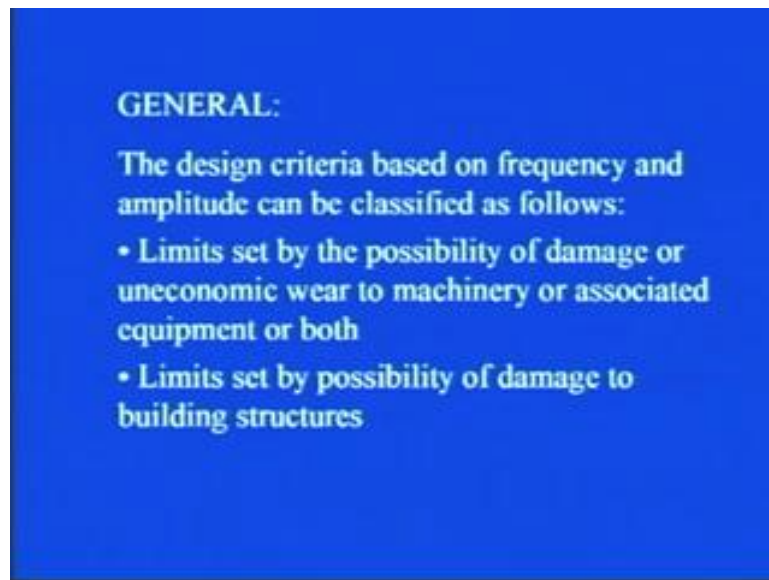 GENERAL:
The design criteria based on frequency and
amplitude can be classified as follows:
• Limits set by the possibility of damage or
uneconomic wear to machinery or associated
equipment or both
• Limits set by possibility of damage to
building structures